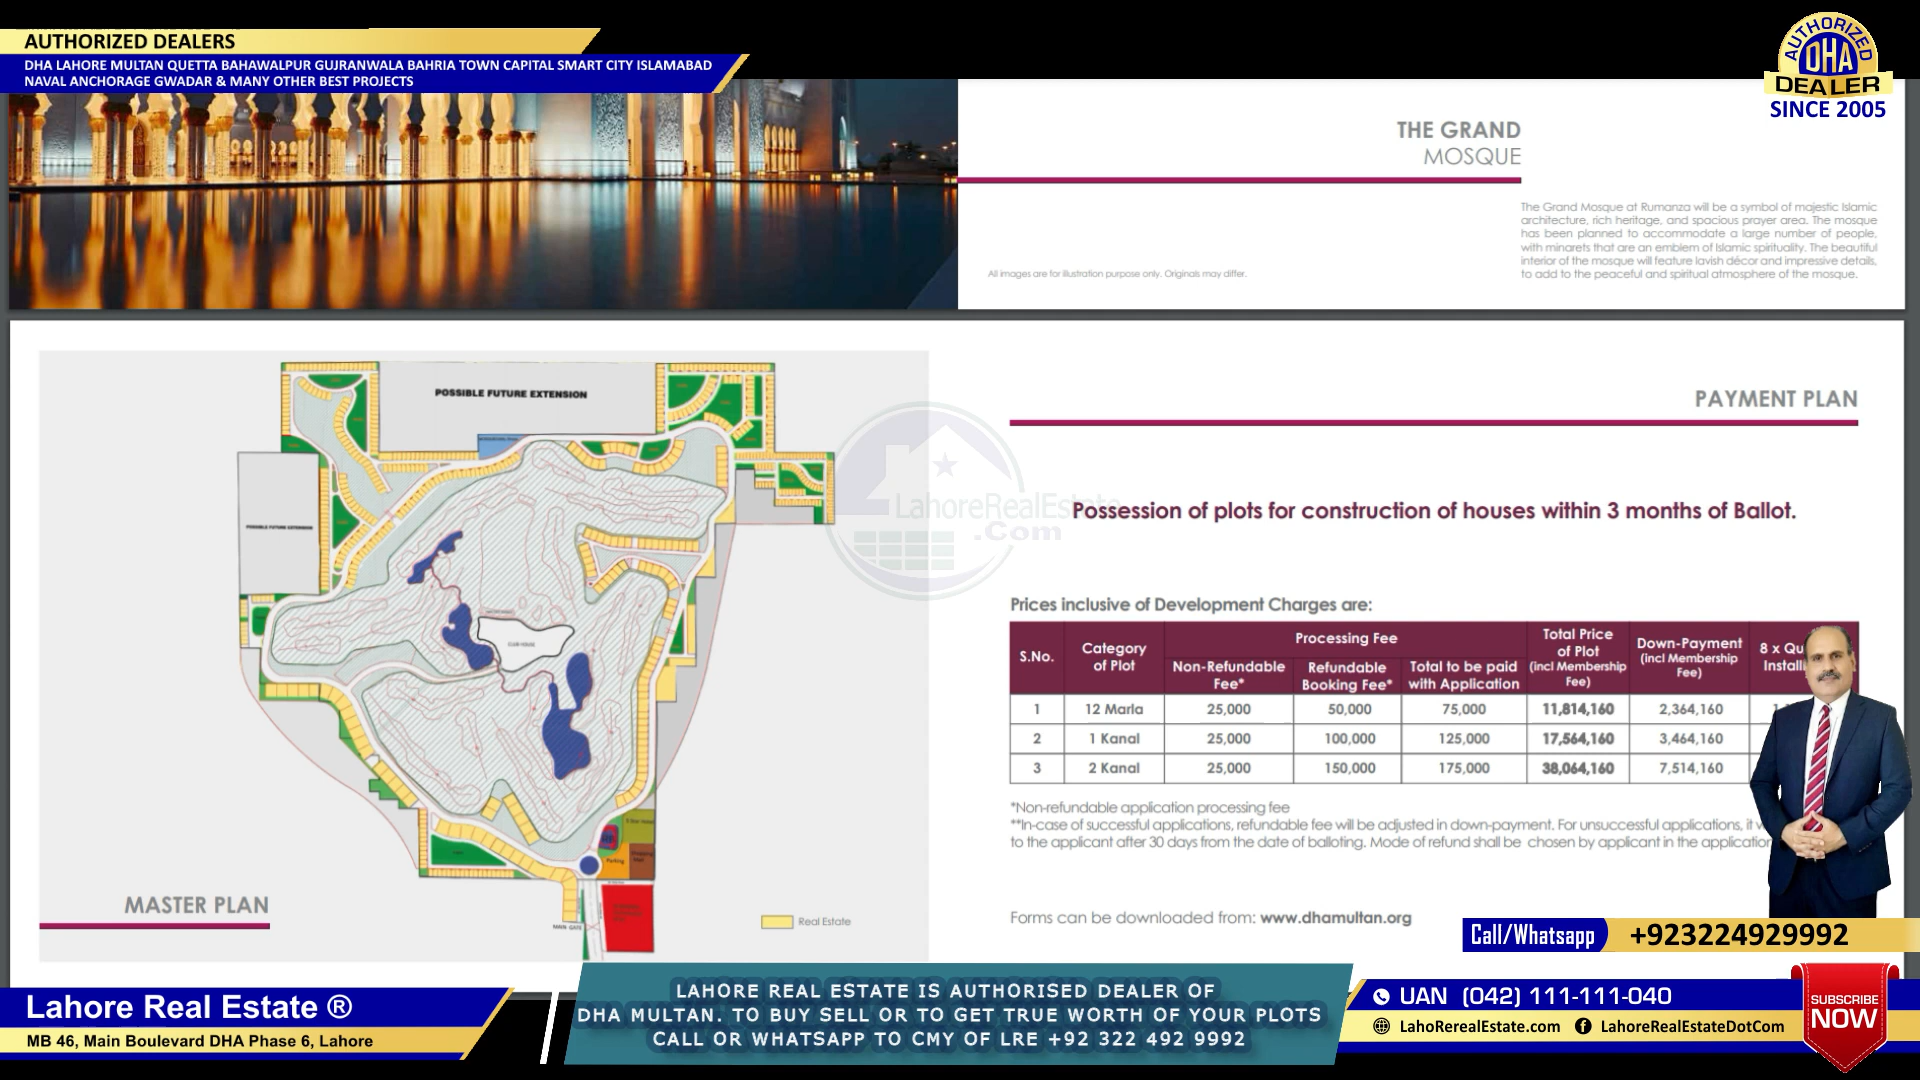 AUTHORIZED DEALERS
DHA LAHORE MULTAN QUETTA BAHAWALPUR GUJRANWALA BAHRIA TOWN CAPITAL SMART CITY ISLAMABAD
NAVAL ANCHORAGE GWADAR & MANY OTHER BEST PROJECTS
AUTHORIZED
DHA
DEALER
SINCE 2005
THE GRAND
MOSQUE
The Grand Mosque at Rumanza will be a symbol of majestic Islamic
architecture, rich heritage, and spacious prayer area. The mosque
has been planned to accommodate a large number of people,
with minarets that are an emblem of Islamic spirituality. The beautiful
interior of the mosque will feature lavish décor and impressive details,
to add to the peaceful and spiritual atmosphere of the mosque.
All images are for illustration purpose only. Originals may differ.
POSSIBLE FUTURE EXTENSION
POSSIBLE FUTURE EXTENSION
CLUB HOUSE
5 Star Hotel
Parking
MAIN GATE
MASTER PLAN
Real Estate
LahoreRealEstate
.Com
PAYMENT PLAN
Possession of plots for construction of houses within 3 months of Ballot.
Prices inclusive of Development Charges are:
S.No. Category of Plot Processing Fee Total Price of Plot (incl Membership Fee) Down-Payment (incl Membership Fee) 8 x
Non-Refundable Fee* Refundable Booking Fee* Total to be paid with Application
1 12 Marla 25,000 50,000 75,000 11,814,160 2,364,160
2 1 Kanal 25,000 100,000 125,000 17,564,160 3,464,160
3 2 Kanal 25,000 150,000 175,000 38,064,160 7,514,160
*Non-refundable application processing fee
**In-case of successful applications, refundable fee will be adjusted in down-payment. For unsuccessful applications, it
to the applicant after 30 days from the date of balloting. Mode of refund shall be chosen by applicant in the application
Forms can be downloaded from: www.dhamultan.org
Call/Whatsapp +923224929992
Lahore Real Estate ®
MB 46, Main Boulevard DHA Phase 6, Lahore
LAHORE REAL ESTATE IS AUTHORISED DEALER OF
DHA MULTAN. TO BUY SELL OR TO GET TRUE WORTH OF YOUR PLOTS
CALL OR WHATSAPP TO CMY OF LRE +92 322 492 9992
UAN (042) 111-111-040
LahoRerealEstate.com LahoreRealEstateDotCom
SUBSCRIBE
NOW